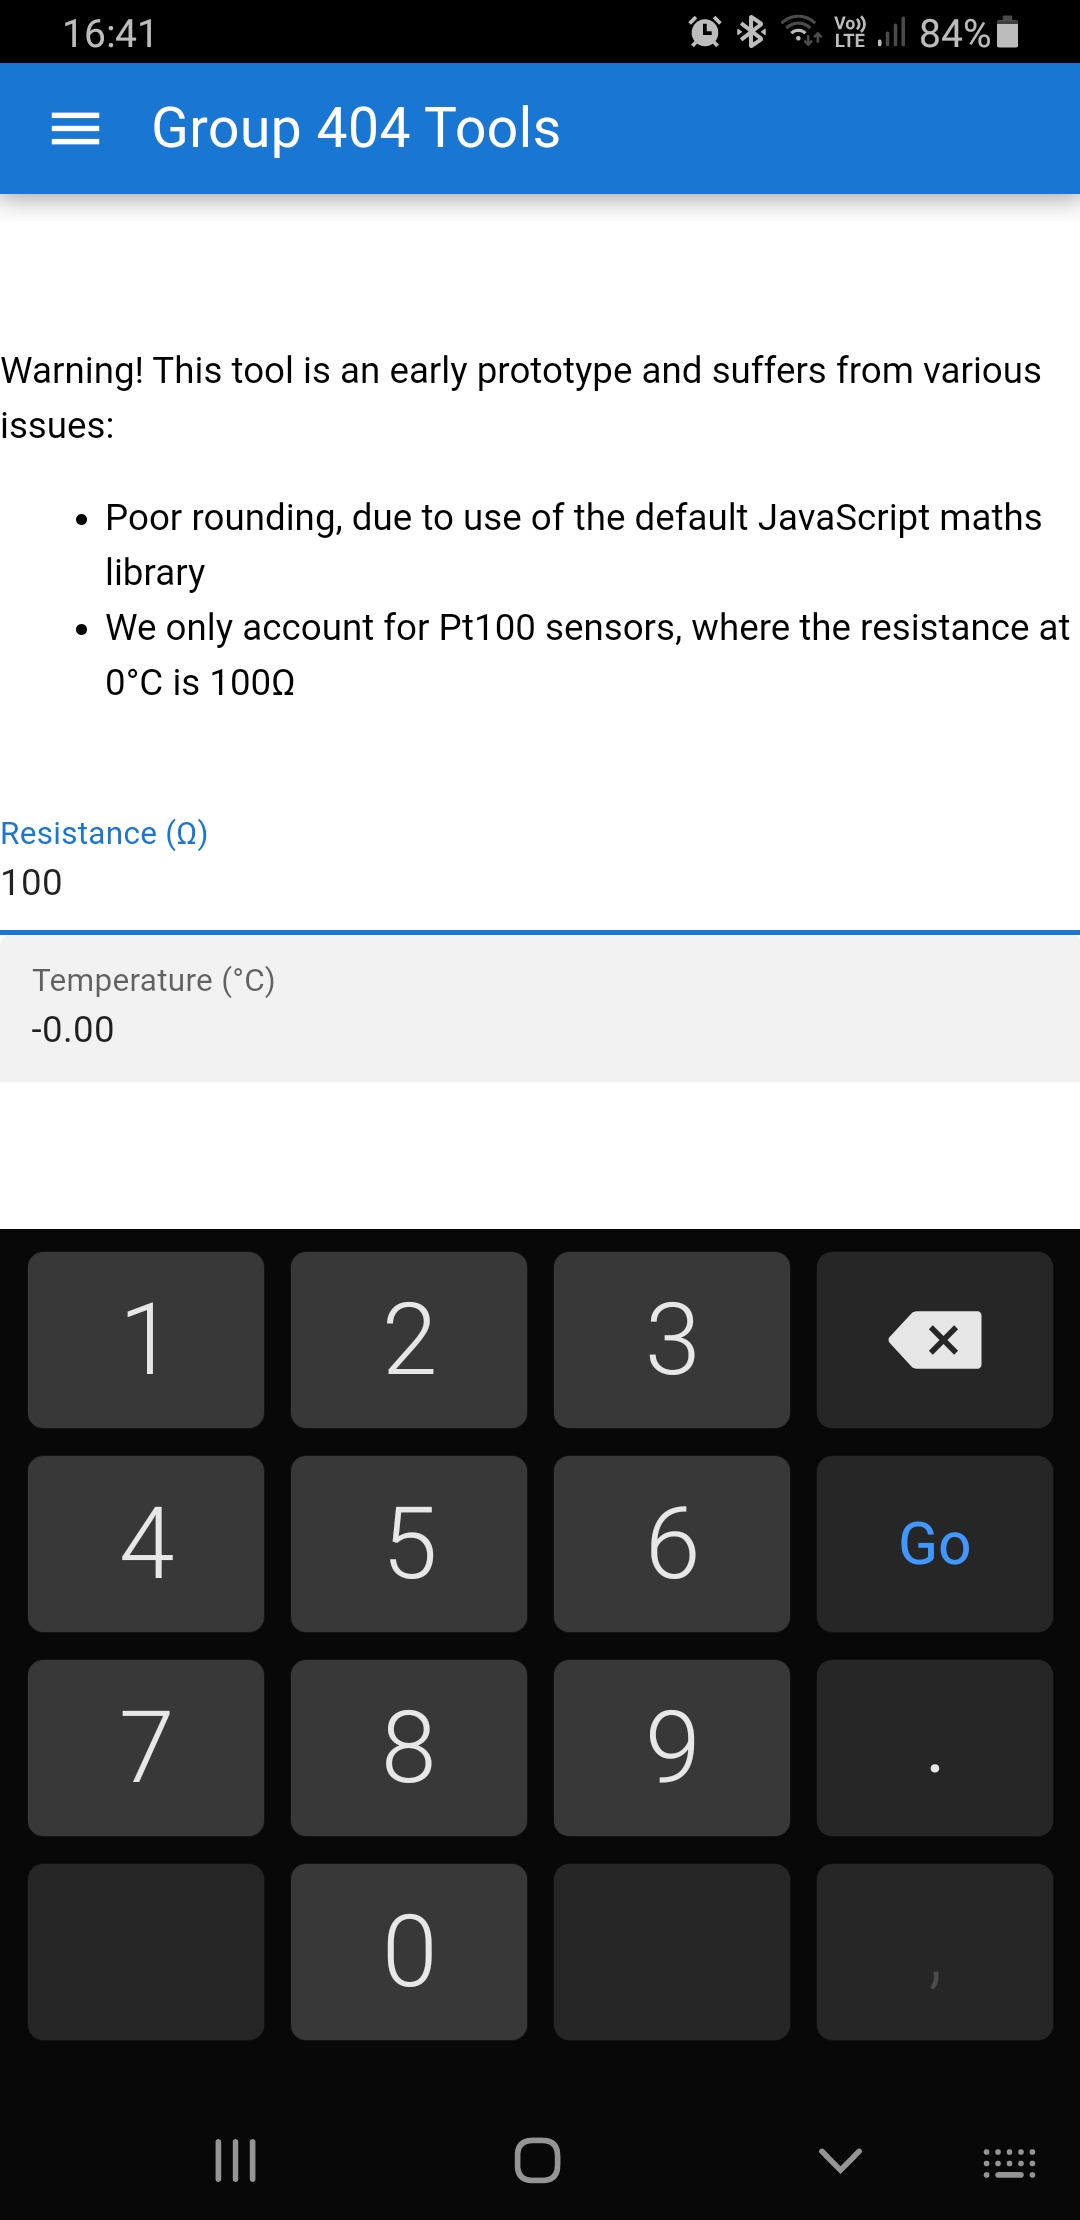 16:41
Vo)) LTE 84%
Group 404 Tools
Warning! This tool is an early prototype and suffers from various
issues:
• Poor rounding, due to use of the default JavaScript maths
library
• We only account for Pt100 sensors, where the resistance at
0°C is 100Ω
Resistance (Ω)
100
Temperature (°C)
-0.00
1 2 3
4 5 6 Go
7 8 9 .
0 ,